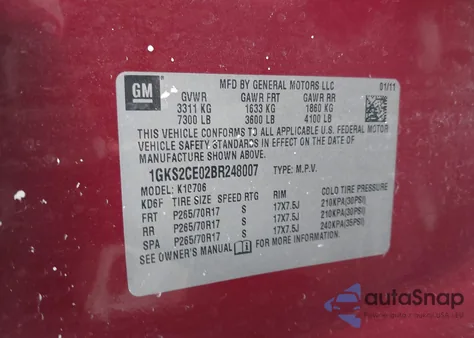 GM
MFD BY GENERAL MOTORS LLC
01/11
GVWR GAWR FRT GAWR RR
3311 KG 1633 KG 1860 KG
7300 LB 3600 LB 4100 LB
THIS VEHICLE CONFORMS TO ALL APPLICABLE U.S. FEDERAL MOTOR
VEHICLE SAFETY STANDARDS IN EFFECT ON THE DATE OF
MANUFACTURE SHOWN ABOVE.
1GKS2CE02BR248007 TYPE: M.P.V.
MODEL: K10706
KD6F TIRE SIZE SPEED RTG RIM COLD TIRE PRESSURE
FRT P265/70R17 S 17X7.5J 210KPA(30PSI)
RR P265/70R17 S 17X7.5J 210KPA(30PSI)
SPA P265/70R17 S 17X7.5J 240KPA(35PSI)
SEE OWNER'S MANUAL FOR MORE INFORMATION.
autoSnap